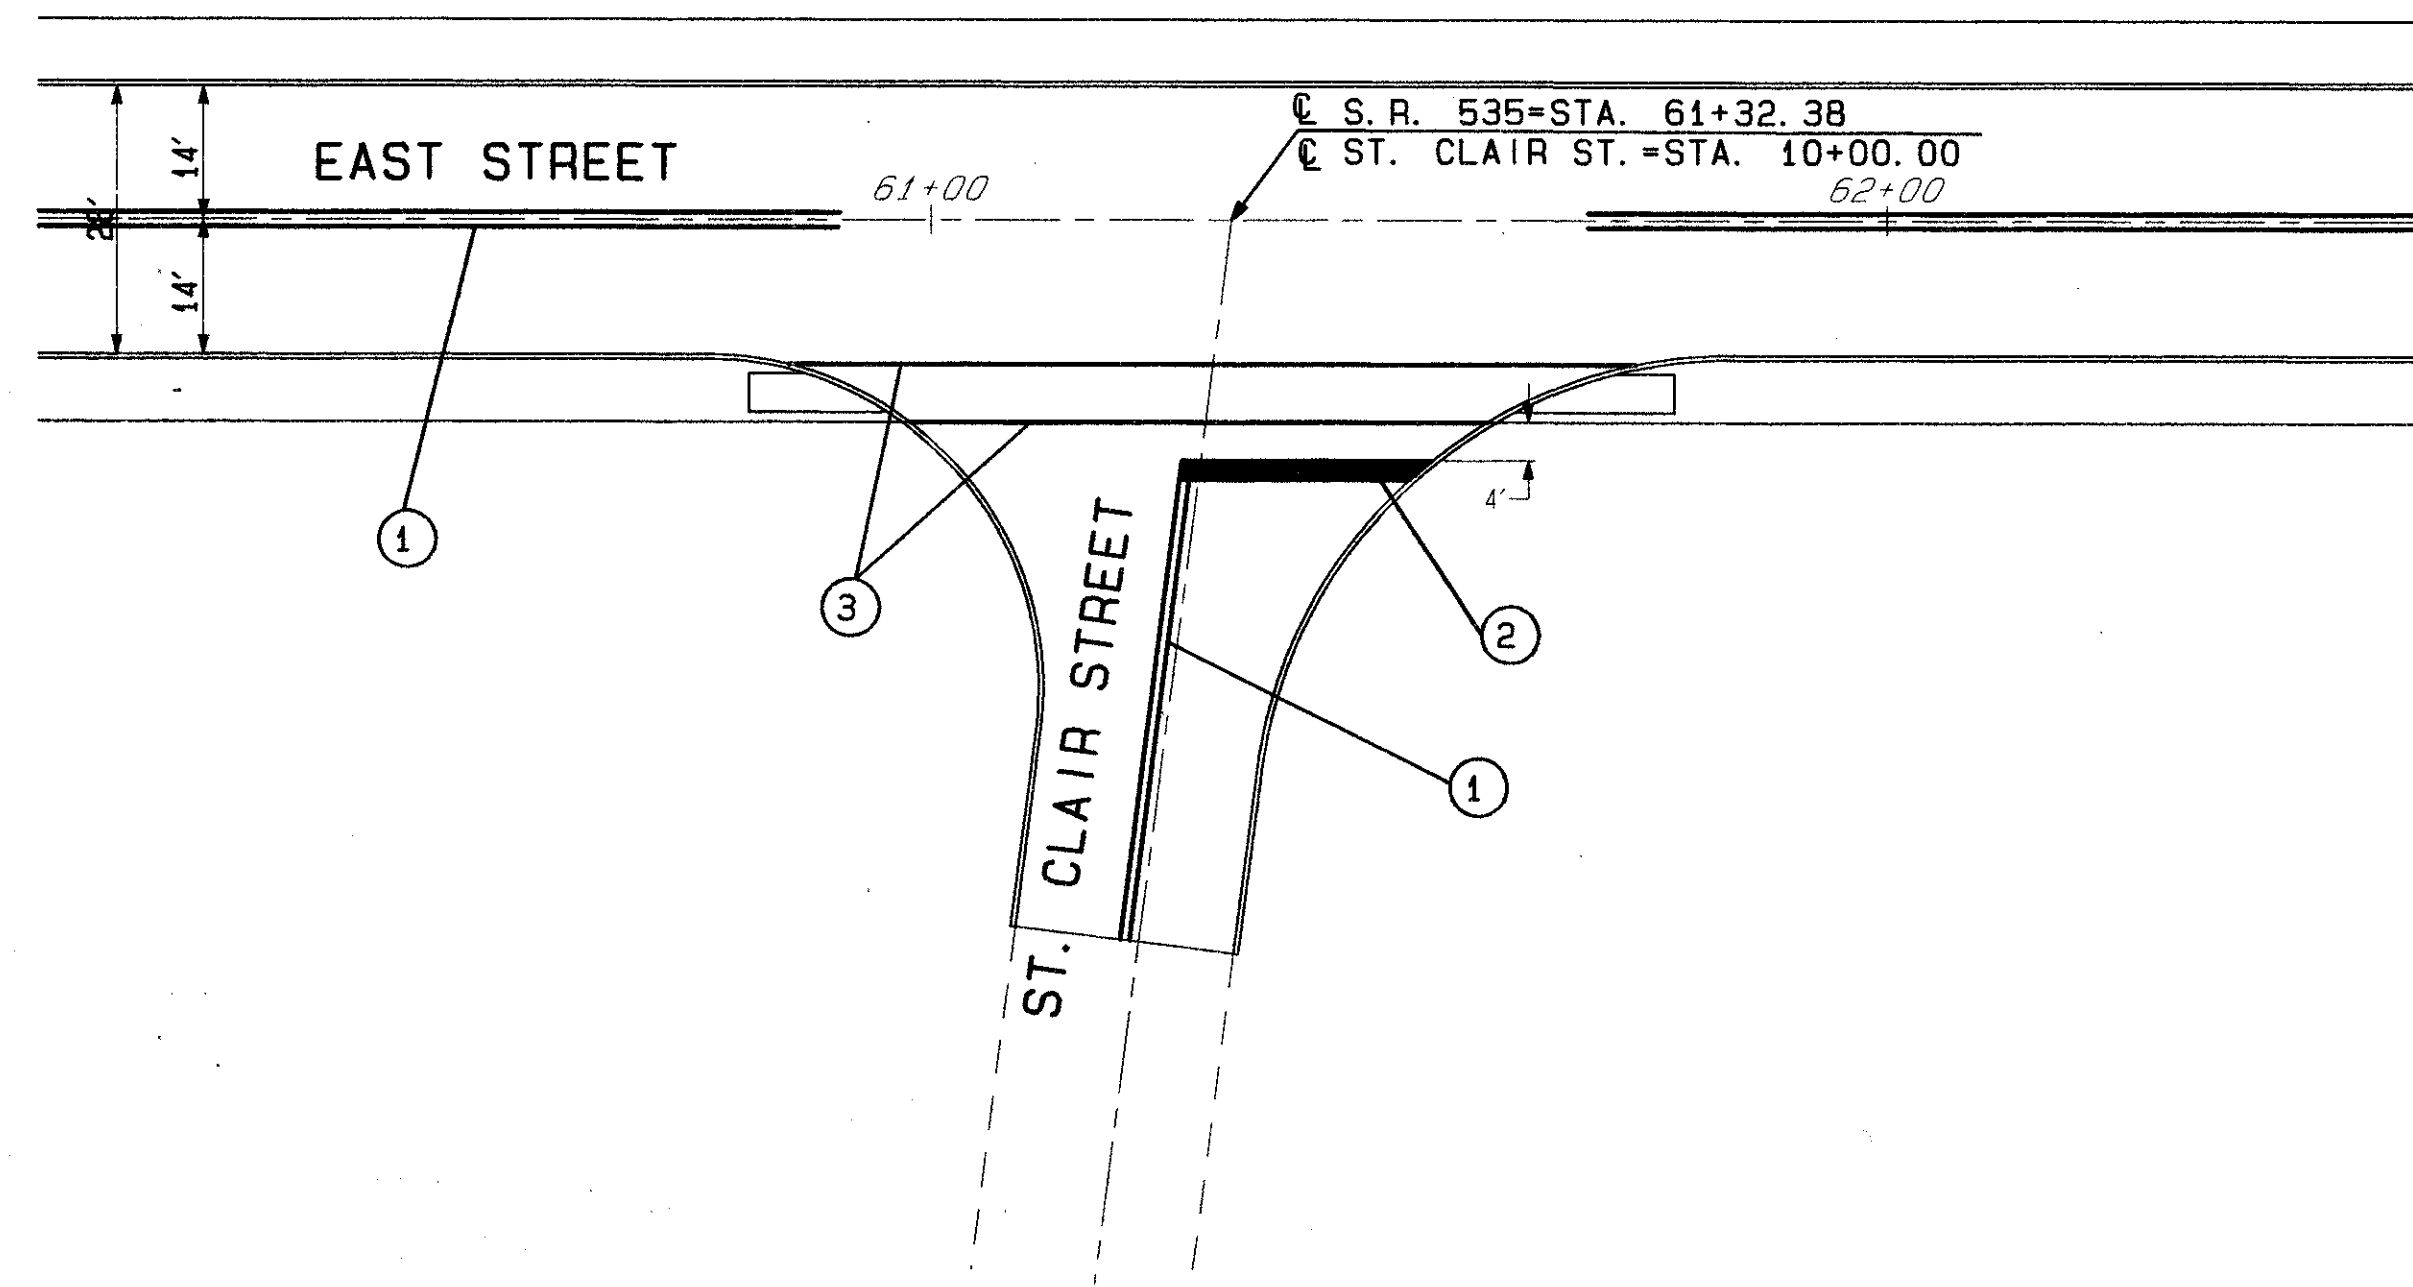 ℄ S.R. 535=STA. 61+32.38
℄ ST. CLAIR ST.=STA. 10+00.00
EAST STREET
14'
61+00
62+00
28'
14'
4'
1
3
2
1
ST. CLAIR STREET